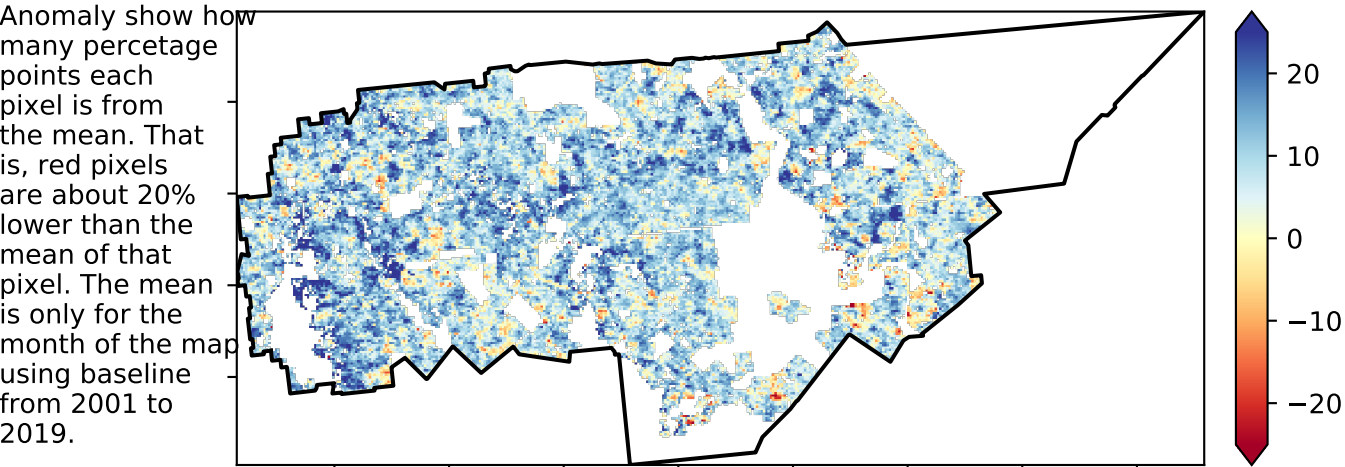 Anomaly show how
many percetage
points each
pixel is from
the mean. That
is, red pixels
are about 20%
lower than the
mean of that
pixel. The mean
is only for the
month of the map
using baseline
from 2001 to
2019.
20
10
0
−10
−20